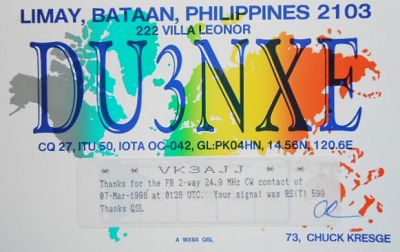 LIMAY, BATAAN, PHILIPPINES 2103
222 VILLA LEONOR
DU3NXE
CQ 27, ITU 50, IOTA OC-042, GL:PK04HN, 14.56N, 120.6E
* VK3AJJ *
Thanks for the FB 2-way 24.9 MHz CW contact of
07-Mar-1998 at 0128 UTC. Your signal was RS(T) 599
Thanks QSL
A WX9X QSL
73, CHUCK KRESGE